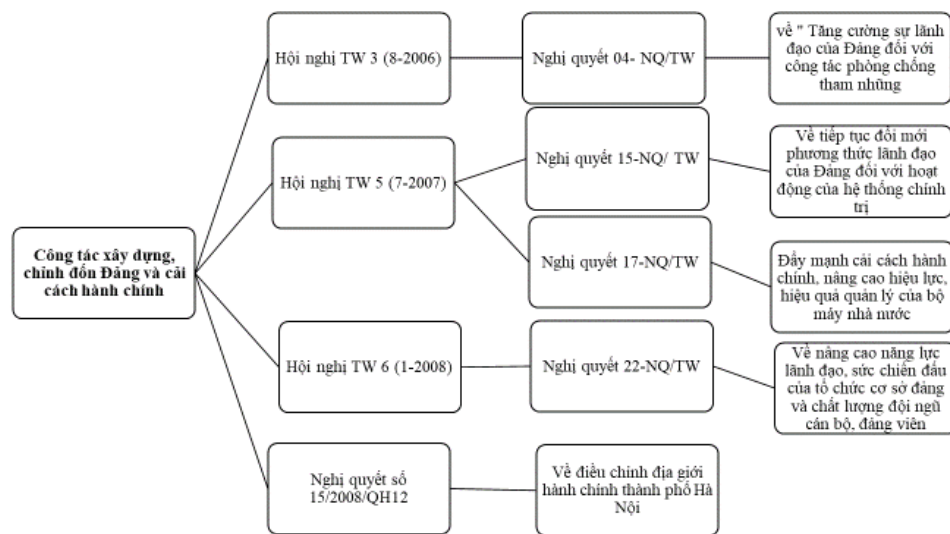 Công tác xây dựng,
chỉnh đốn Đảng và cải
cách hành chính
Hội nghị TW 3 (8-2006)
Nghị quyết 04- NQ/TW
về " Tăng cường sự lãnh
đạo của Đảng đối với
công tác phòng chống
tham nhũng
Hội nghị TW 5 (7-2007)
Nghị quyết 15-NQ/ TW
Về tiếp tục đổi mới
phương thức lãnh đạo
của Đảng đối với hoạt
động của hệ thống chính
trị
Nghị quyết 17-NQ/TW
Đẩy mạnh cải cách hành
chính, nâng cao hiệu lực,
hiệu quả quản lý của bộ
máy nhà nước
Hội nghị TW 6 (1-2008)
Nghị quyết 22-NQ/TW
Về nâng cao năng lực
lãnh đạo, sức chiến đấu
của tổ chức cơ sở đảng
và chất lượng đội ngũ
cán bộ, đảng viên
Nghị quyết số
15/2008/QH12
Về điều chỉnh địa giới
hành chính thành phố Hà
Nội